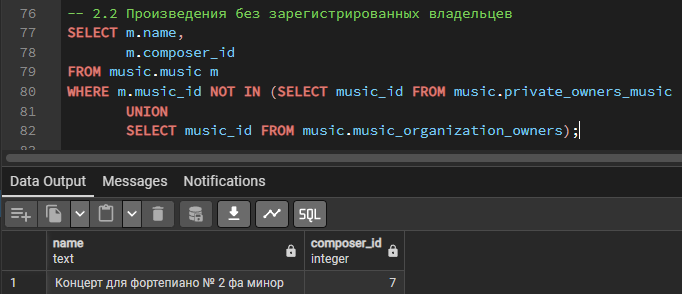 76 -- 2.2 Произведения без зарегистрированных владельцев
77 SELECT m.name,
78 m.composer_id
79 FROM music.music m
80 WHERE m.music_id NOT IN (SELECT music_id FROM music.private_owners_music
81 UNION
82 SELECT music_id FROM music.music_organization_owners);
Data Output Messages Notifications
SQL
name composer_id
text integer
1 Концерт для фортепиано № 2 фа минор 7